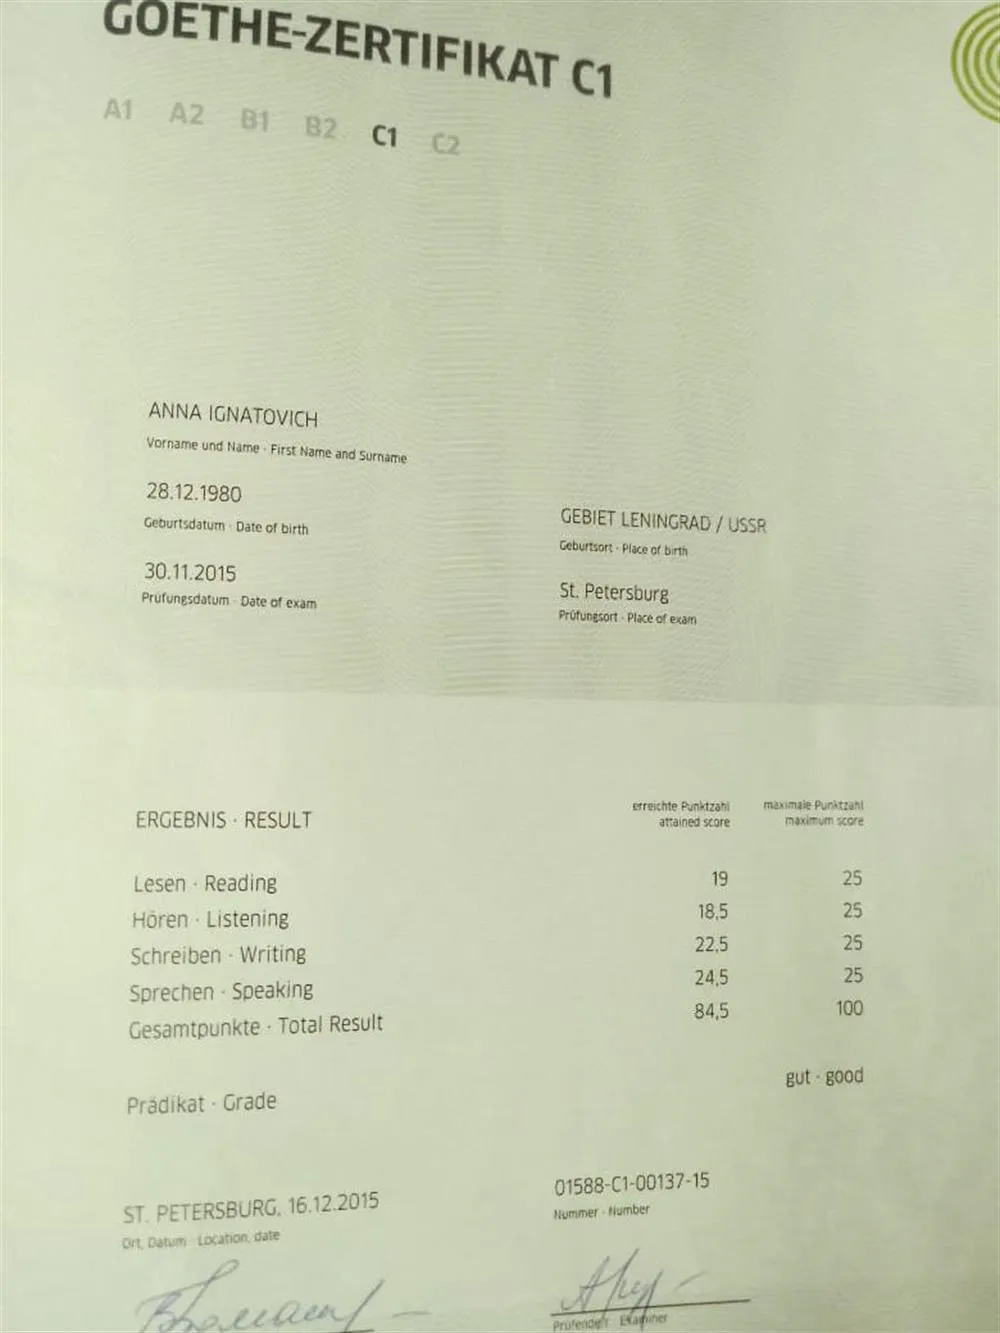 GOETHE-ZERTIFIKAT C1
A1 A2 B1 B2 C1 C2
ANNA IGNATOVICH
Vorname und Name · First Name and Surname
28.12.1980
Geburtsdatum · Date of birth
GEBIET LENINGRAD / USSR
Geburtsort · Place of birth
30.11.2015
Prüfungsdatum · Date of exam
St. Petersburg
Prüfungsort · Place of exam
ERGEBNIS · RESULT
erreichte Punktzahl
attained score
maximale Punktzahl
maximum score
Lesen · Reading 19 25
Hören · Listening 18,5 25
Schreiben · Writing 22,5 25
Sprechen · Speaking 24,5 25
Gesamtpunkte · Total Result 84,5 100
Prädikat · Grade gut · good
ST. PETERSBURG, 16.12.2015
Ort, Datum · Location, date
01588-C1-00137-15
Nummer · Number
Prüfende/r · Examiner